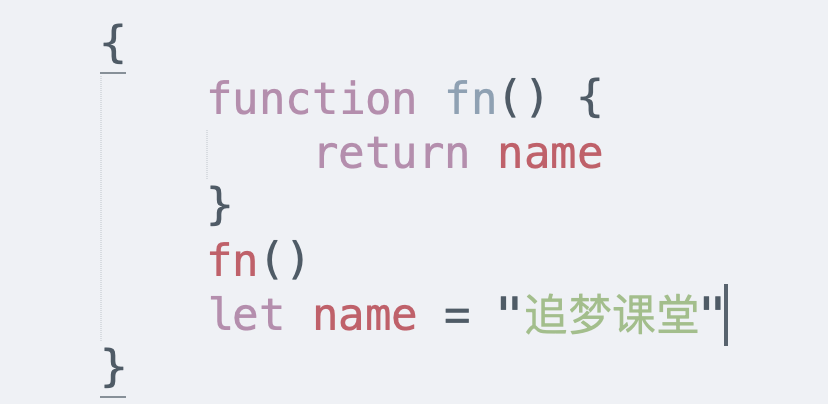 {
function fn() {
return name
}
fn()
let name = "追梦课堂"
}